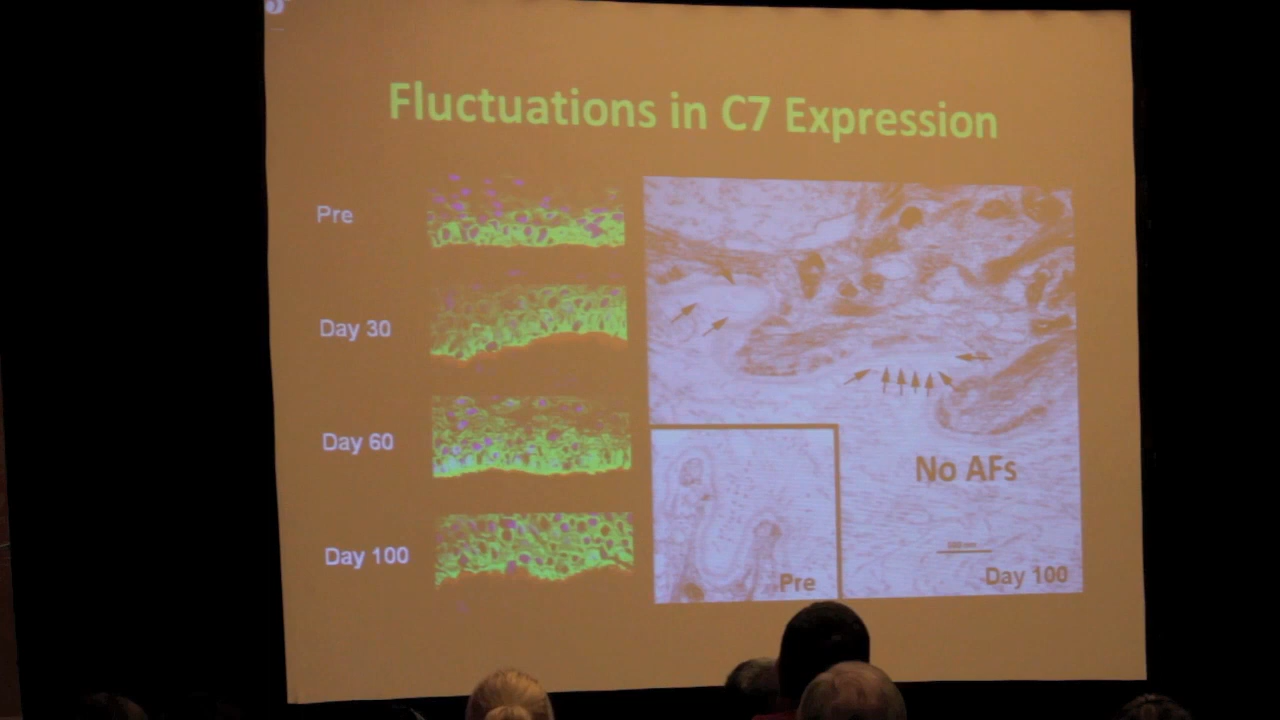 Fluctuations in C7 Expression
Pre
Day 30
Day 60
Day 100
No AFs
Pre
Day 100